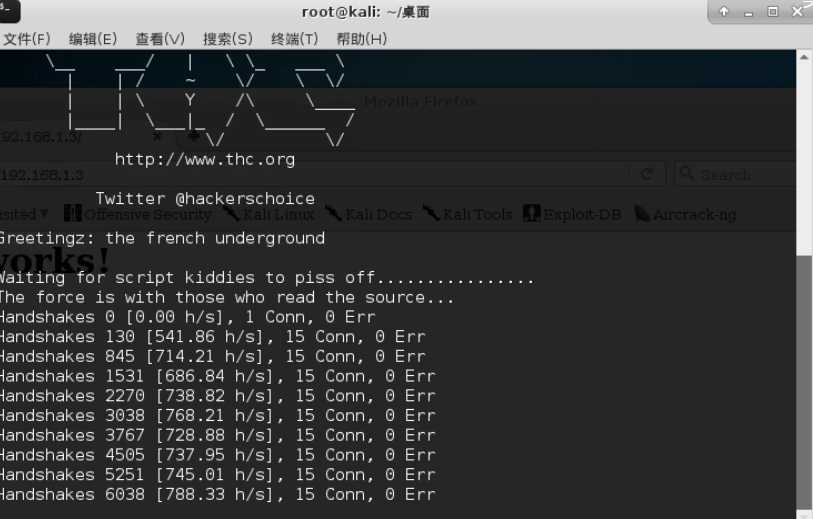 root@kali: ~/桌面
文件(F) 编辑(E) 查看(V) 搜索(S) 终端(T) 帮助(H)
Mozilla Firefox
92.168.1.3/
http://www.thc.org
192.168.1.3
Search
Twitter @hackerschoice
isited Offensive Security Kali Linux Kali Docs Kali Tools Exploit-DB Aircrack-ng
Greetingz: the french underground
works!
Waiting for script kiddies to piss off................
The force is with those who read the source...
Handshakes 0 [0.00 h/s], 1 Conn, 0 Err
Handshakes 130 [541.86 h/s], 15 Conn, 0 Err
Handshakes 845 [714.21 h/s], 15 Conn, 0 Err
Handshakes 1531 [686.84 h/s], 15 Conn, 0 Err
Handshakes 2270 [738.82 h/s], 15 Conn, 0 Err
Handshakes 3038 [768.21 h/s], 15 Conn, 0 Err
Handshakes 3767 [728.88 h/s], 15 Conn, 0 Err
Handshakes 4505 [737.95 h/s], 15 Conn, 0 Err
Handshakes 5251 [745.01 h/s], 15 Conn, 0 Err
Handshakes 6038 [788.33 h/s], 15 Conn, 0 Err